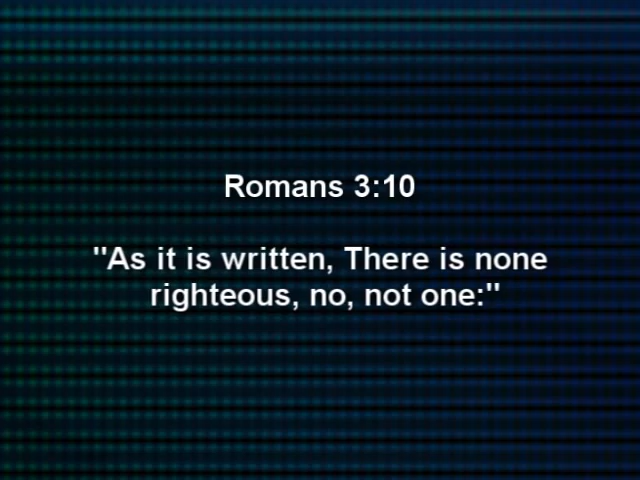 Romans 3:10
"As it is written, There is none
righteous, no, not one:"